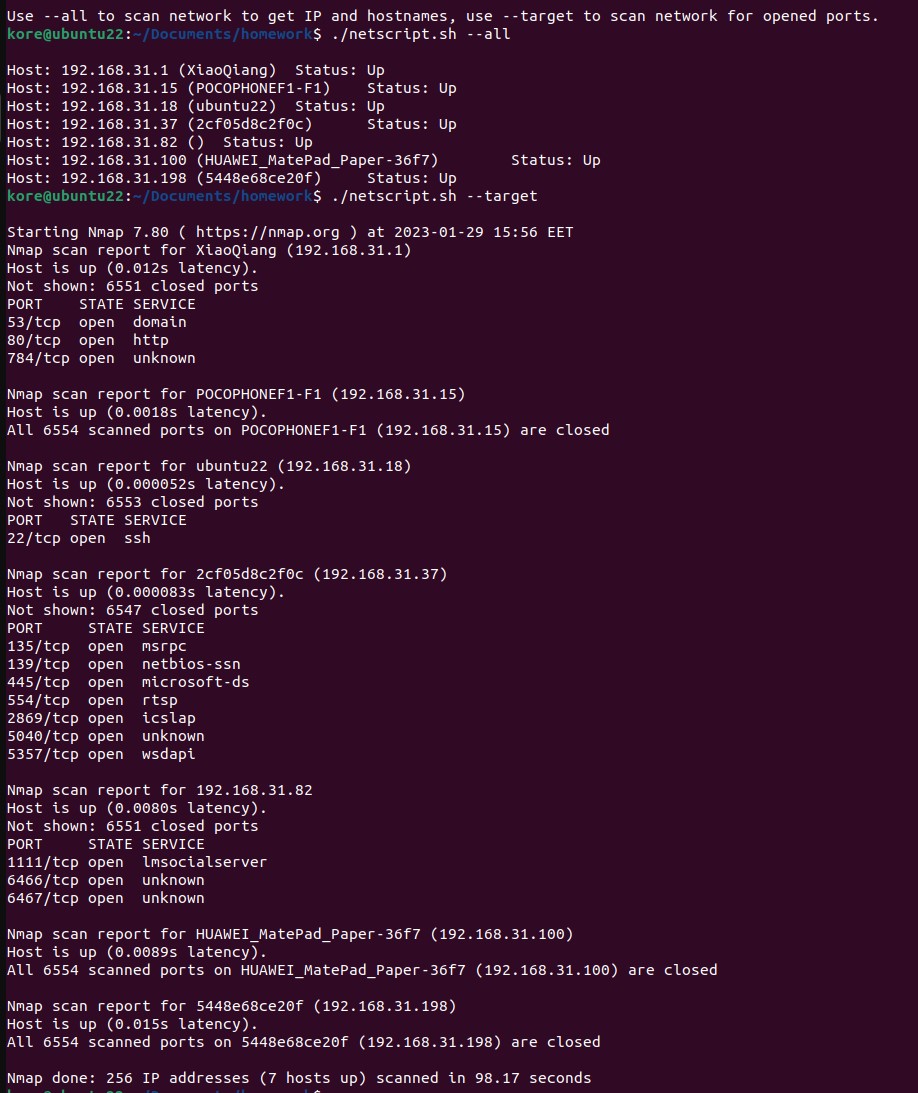 Use --all to scan network to get IP and hostnames, use --target to scan network for opened ports.
kore@ubuntu22:~/Documents/homework$ ./netscript.sh --all

Host: 192.168.31.1 (XiaoQiang)  Status: Up
Host: 192.168.31.15 (POCOPHONEF1-F1)    Status: Up
Host: 192.168.31.18 (ubuntu22)  Status: Up
Host: 192.168.31.37 (2cf05d8c2f0c)      Status: Up
Host: 192.168.31.82 ()  Status: Up
Host: 192.168.31.100 (HUAWEI_MatePad_Paper-36f7)        Status: Up
Host: 192.168.31.198 (5448e68ce20f)     Status: Up
kore@ubuntu22:~/Documents/homework$ ./netscript.sh --target

Starting Nmap 7.80 ( https://nmap.org ) at 2023-01-29 15:56 EET
Nmap scan report for XiaoQiang (192.168.31.1)
Host is up (0.012s latency).
Not shown: 6551 closed ports
PORT    STATE SERVICE
53/tcp  open  domain
80/tcp  open  http
784/tcp open  unknown

Nmap scan report for POCOPHONEF1-F1 (192.168.31.15)
Host is up (0.0018s latency).
All 6554 scanned ports on POCOPHONEF1-F1 (192.168.31.15) are closed

Nmap scan report for ubuntu22 (192.168.31.18)
Host is up (0.000052s latency).
Not shown: 6553 closed ports
PORT   STATE SERVICE
22/tcp open  ssh

Nmap scan report for 2cf05d8c2f0c (192.168.31.37)
Host is up (0.000083s latency).
Not shown: 6547 closed ports
PORT     STATE SERVICE
135/tcp  open  msrpc
139/tcp  open  netbios-ssn
445/tcp  open  microsoft-ds
554/tcp  open  rtsp
2869/tcp open  icslap
5040/tcp open  unknown
5357/tcp open  wsdapi

Nmap scan report for 192.168.31.82
Host is up (0.0080s latency).
Not shown: 6551 closed ports
PORT     STATE SERVICE
1111/tcp open  lmsocialserver
6466/tcp open  unknown
6467/tcp open  unknown

Nmap scan report for HUAWEI_MatePad_Paper-36f7 (192.168.31.100)
Host is up (0.0089s latency).
All 6554 scanned ports on HUAWEI_MatePad_Paper-36f7 (192.168.31.100) are closed

Nmap scan report for 5448e68ce20f (192.168.31.198)
Host is up (0.015s latency).
All 6554 scanned ports on 5448e68ce20f (192.168.31.198) are closed

Nmap done: 256 IP addresses (7 hosts up) scanned in 98.17 seconds